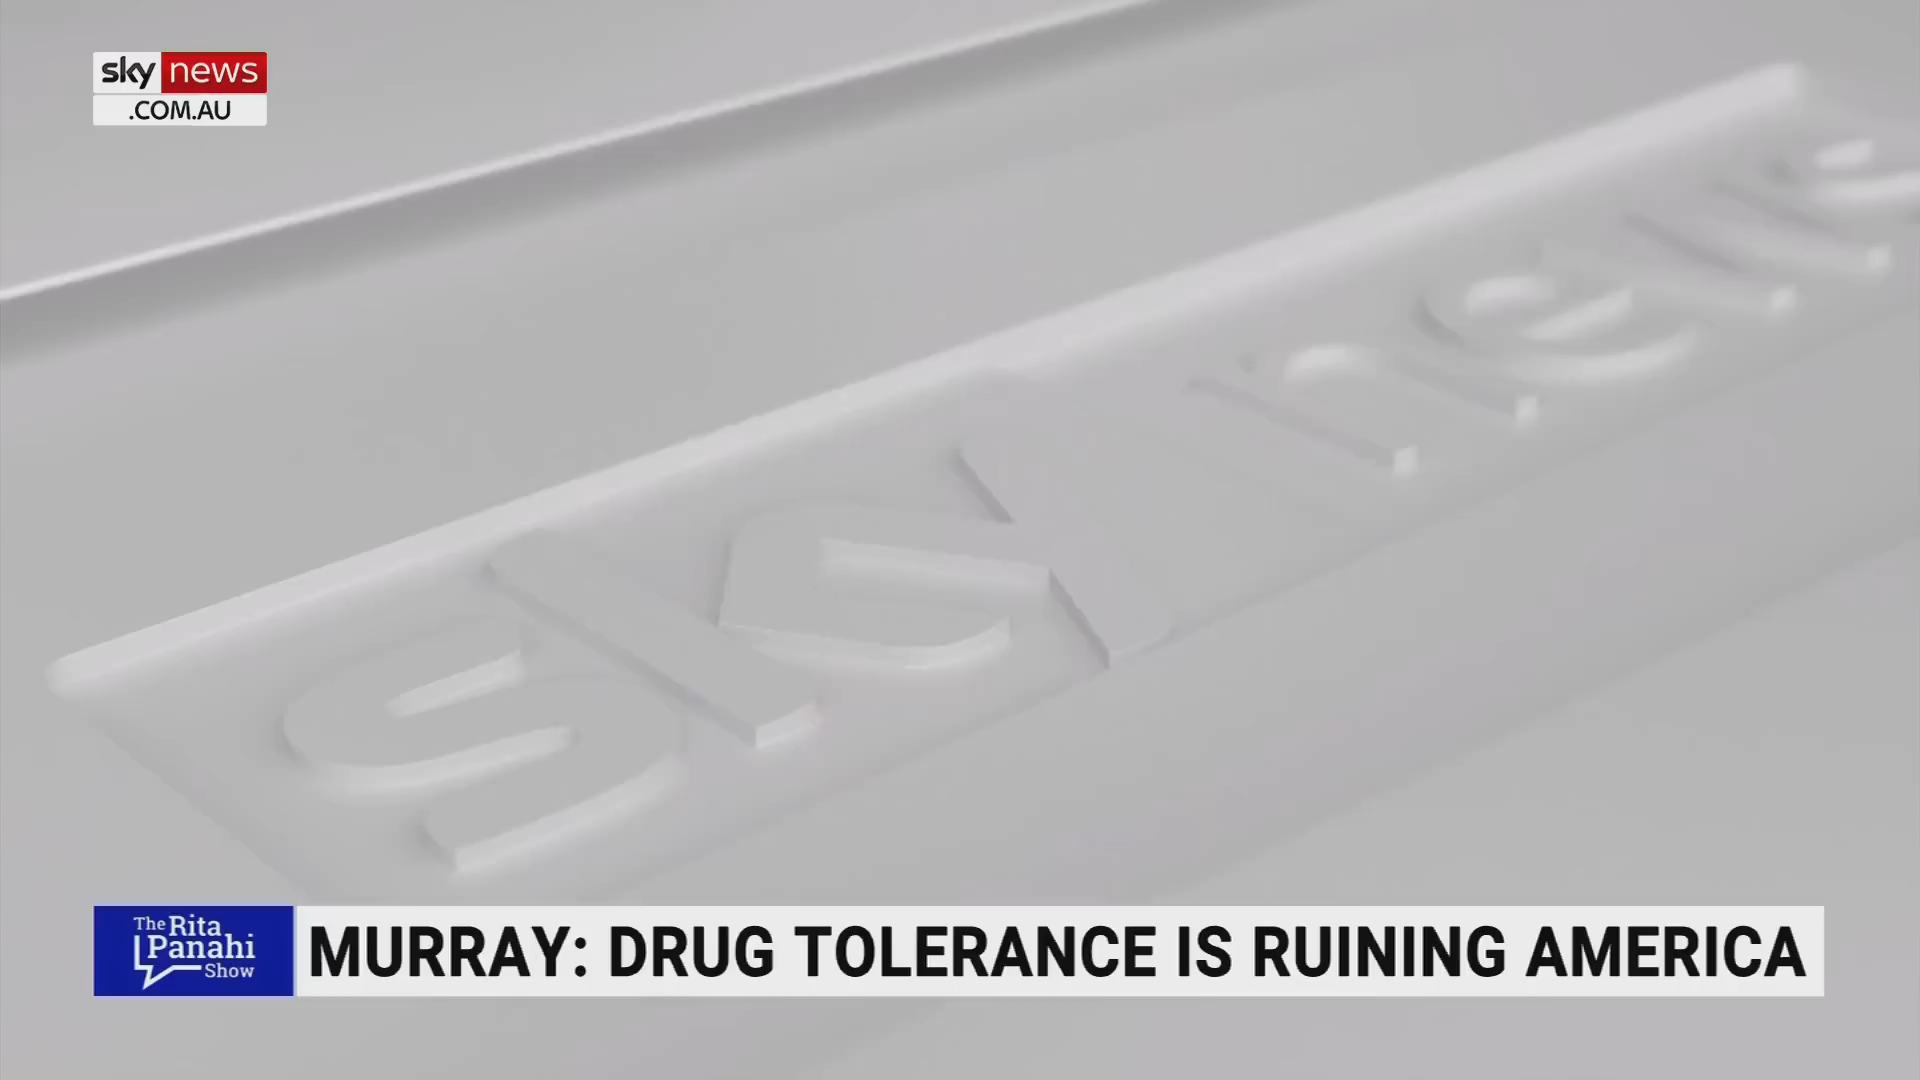 sky news
.COM.AU
sky news
The Rita
Panahi
Show
MURRAY: DRUG TOLERANCE IS RUINING AMERICA